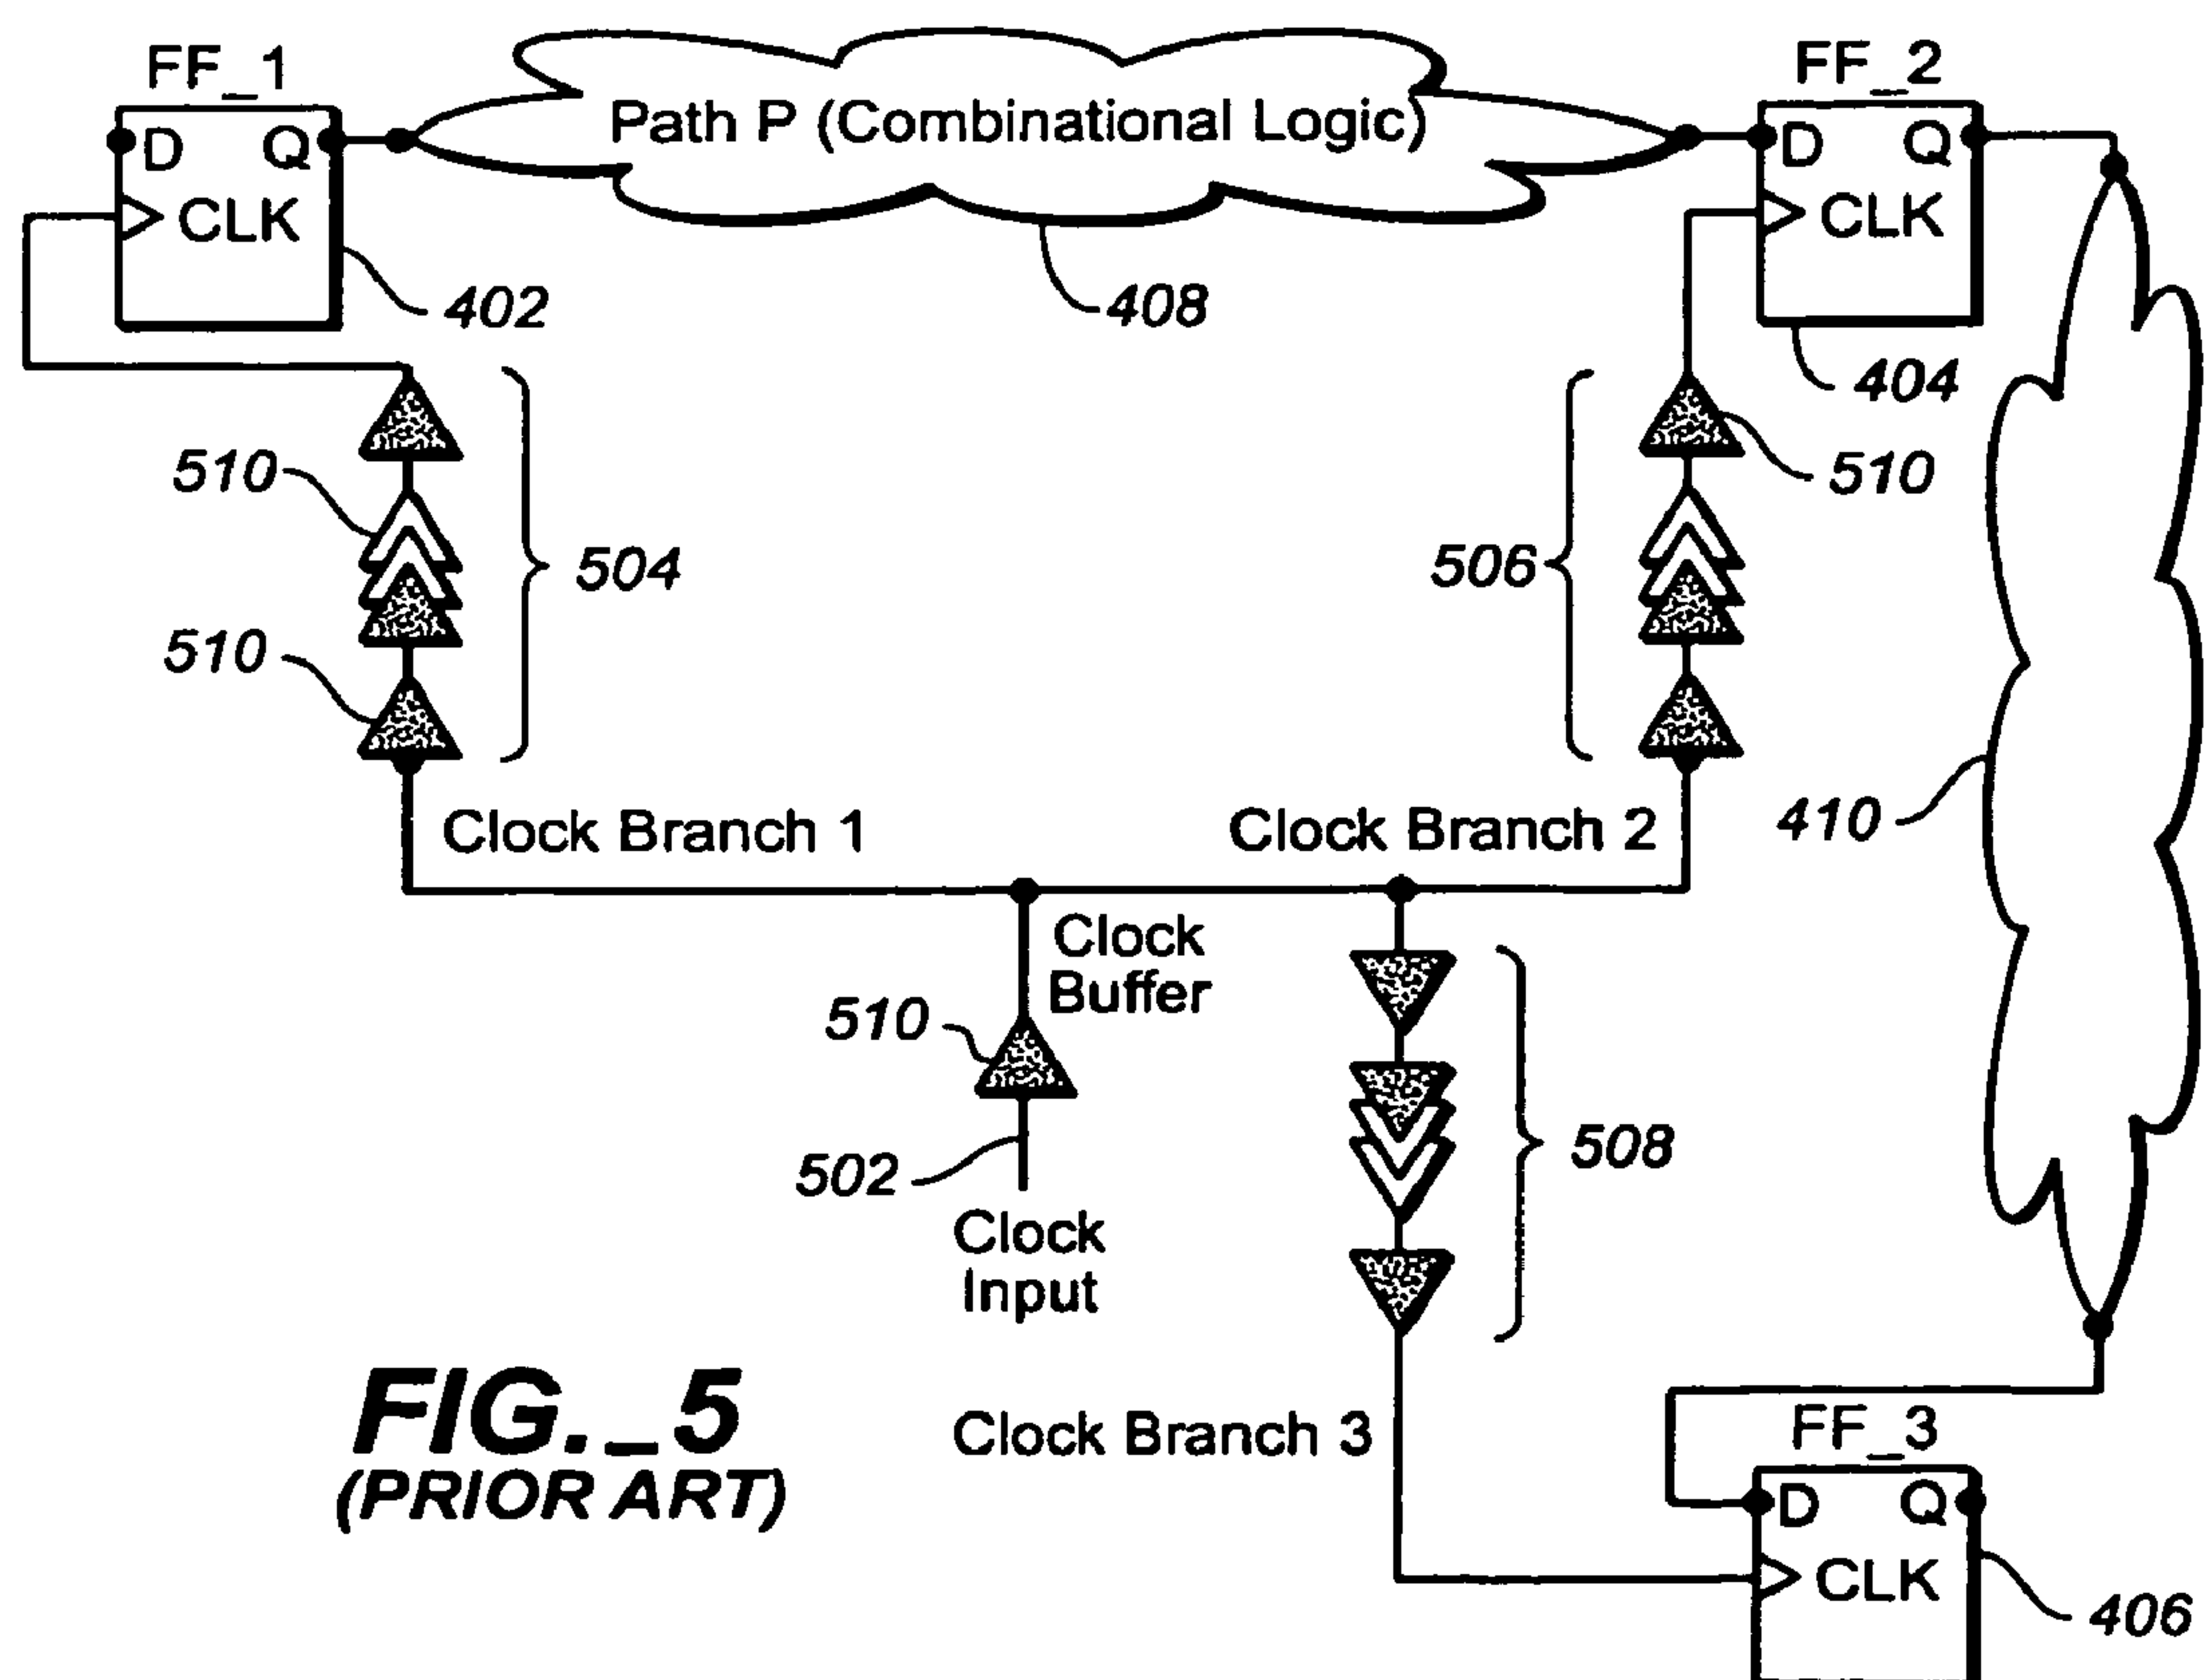 FF_1
FF_2
D Q
CLK
402
Path P (Combinational Logic)
408
D Q
CLK
404
510
510
504
506
510
410
Clock Branch 1
Clock Branch 2
Clock
Buffer
510
502
Clock
Input
508
Clock Branch 3
FF_3
D Q
CLK
406
FIG._5
(PRIOR ART)